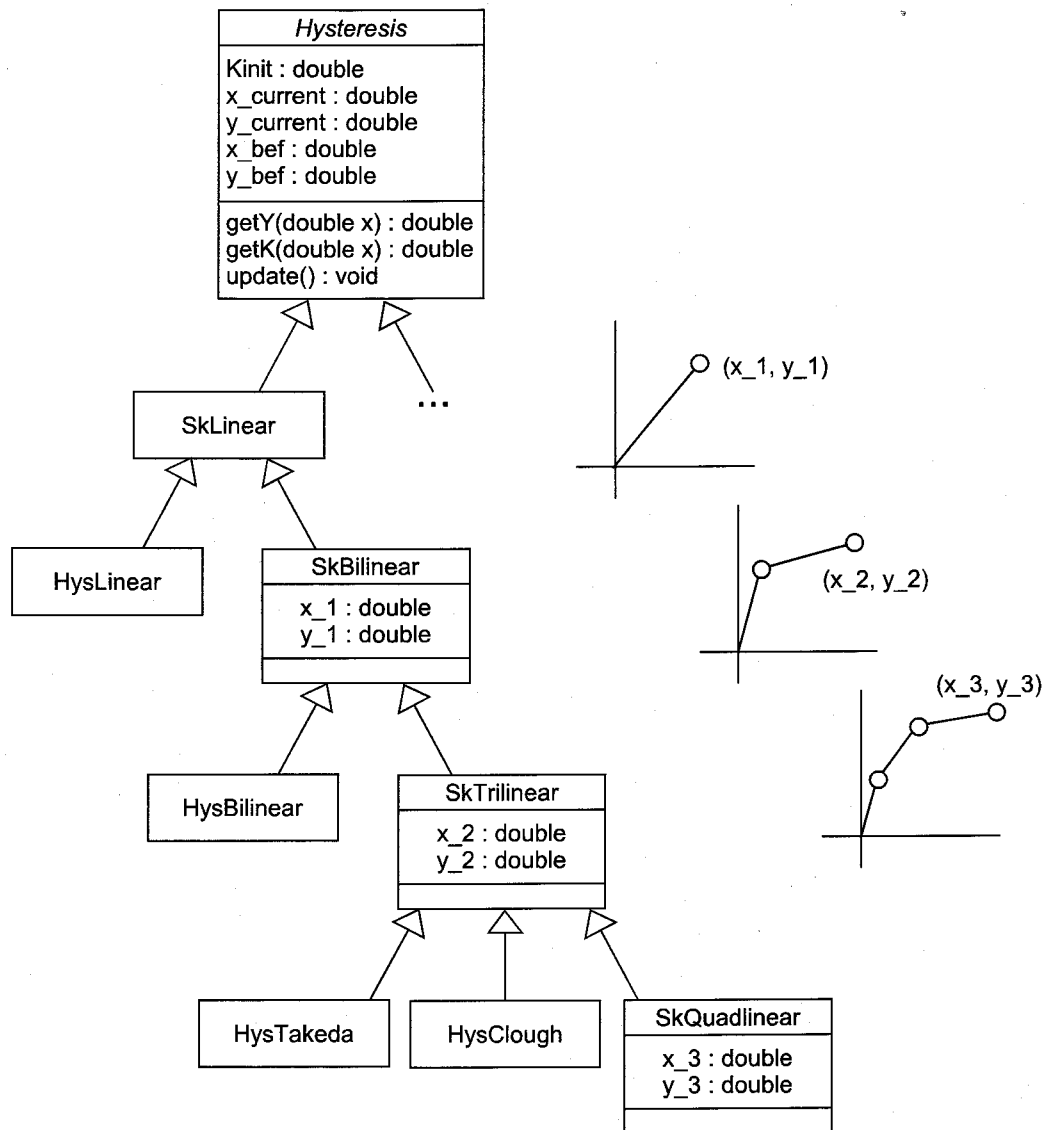 Hysteresis
Kinit : double
x_current : double
y_current : double
x_bef : double
y_bef : double
getY(double x) : double
getK(double x) : double
update() : void
...
SkLinear
(x_1, y_1)
HysLinear
SkBilinear
x_1 : double
y_1 : double
(x_2, y_2)
(x_3, y_3)
HysBilinear
SkTrilinear
x_2 : double
y_2 : double
HysTakeda
HysClough
SkQuadlinear
x_3 : double
y_3 : double